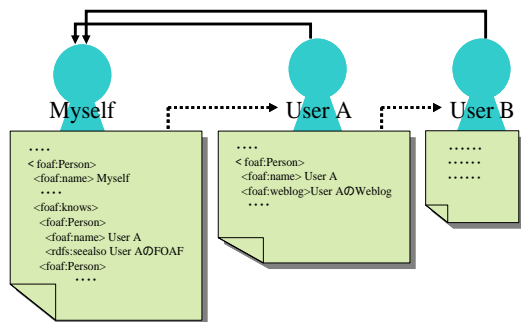 Myself
User A
User B
‥‥
< foaf:Person>
<foaf:name> Myself
‥‥
<foaf:knows>
<foaf:Person>
<foaf:name> User A
<rdfs:seealso User AのFOAF
<foaf:Person>
‥‥
‥‥
< foaf:Person>
<foaf:name> User A
<foaf:weblog>User AのWeblog
‥‥
‥‥‥
‥‥‥
‥‥‥